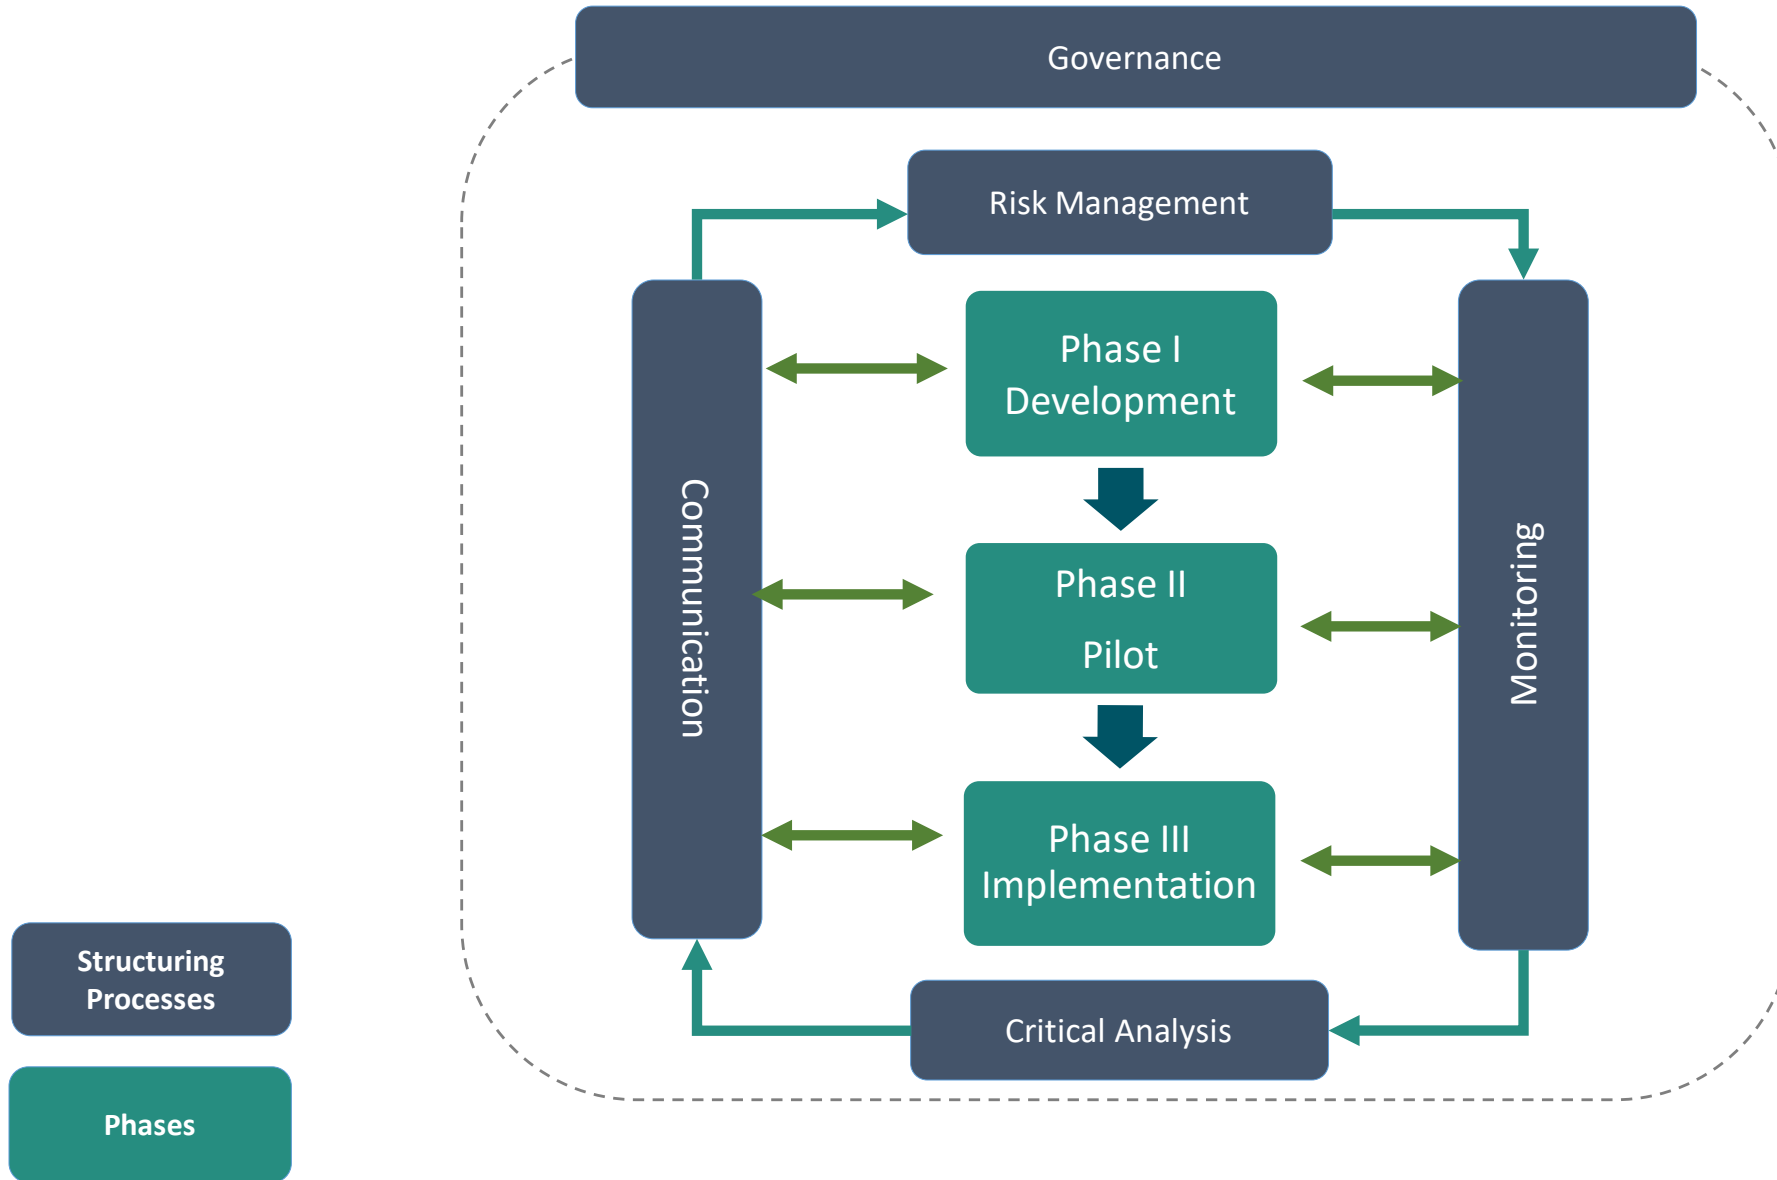 Governance
Risk Management
Phase I
Development
Communication
Phase II
Pilot
Monitoring
Phase III
Implementation
Structuring
Processes
Critical Analysis
Phases